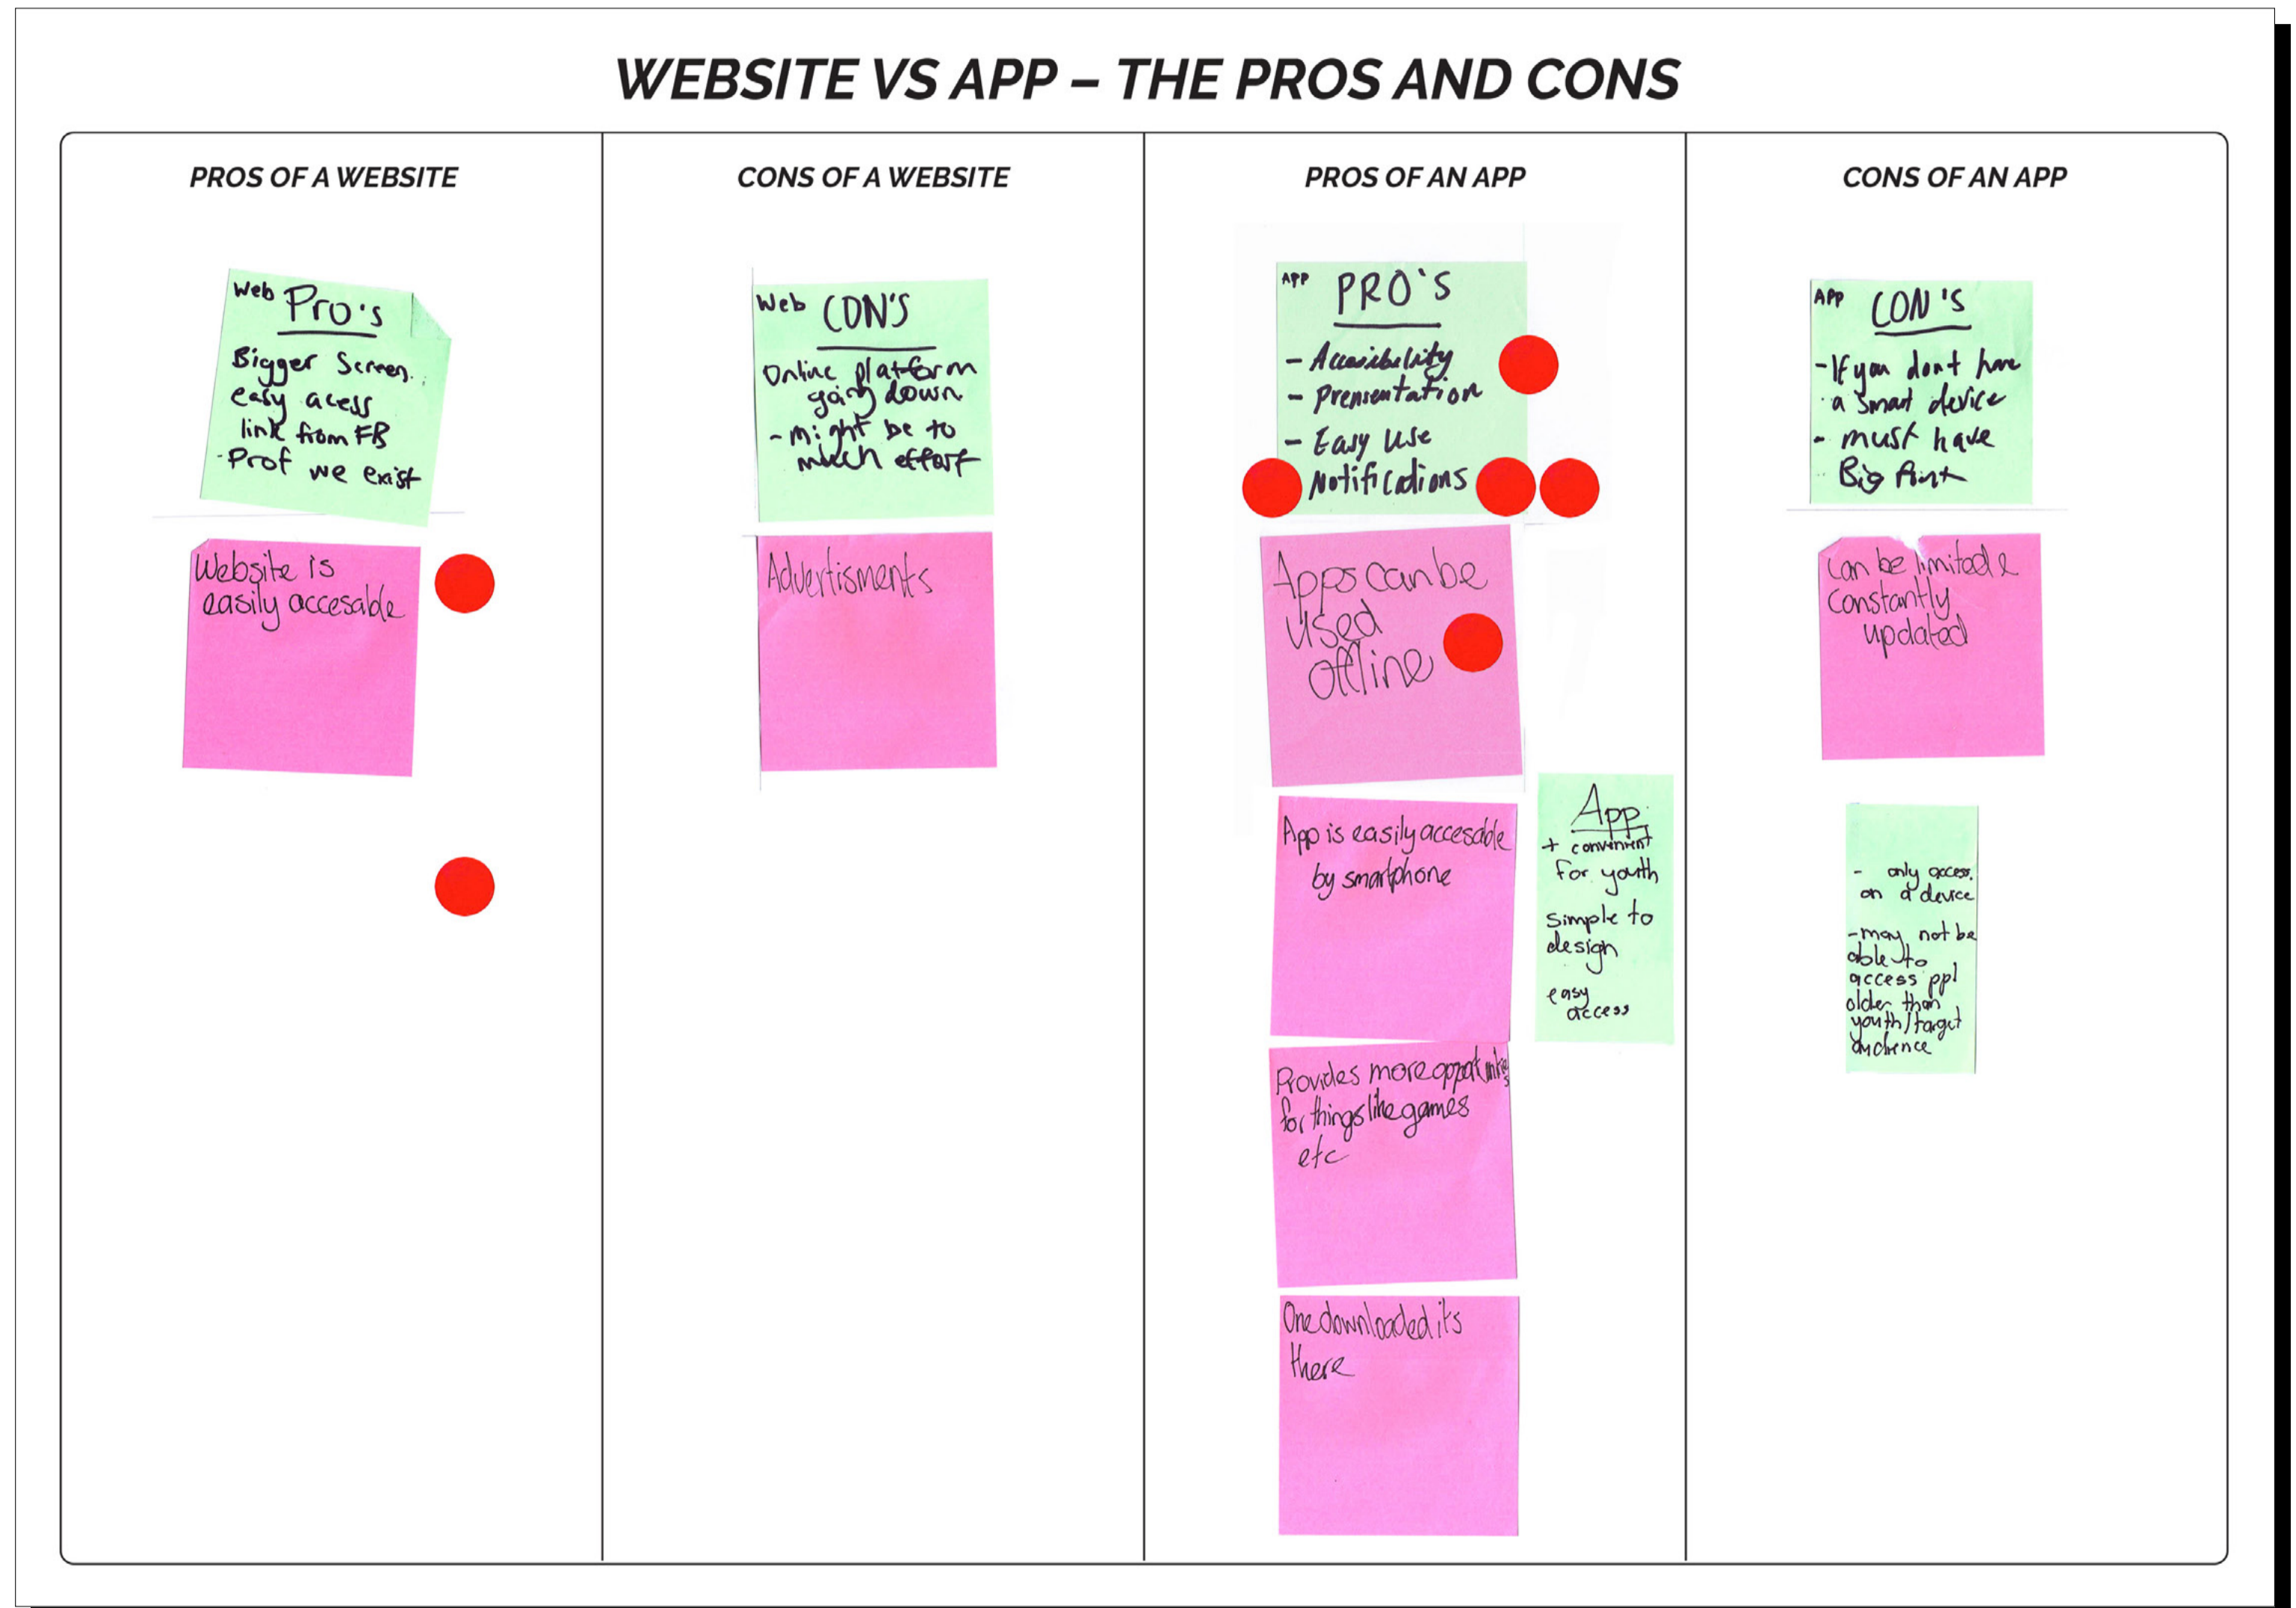 WEBSITE VS APP – THE PROS AND CONS
PROS OF A WEBSITE
Web Pro's
Bigger Screen.
easy acess
link from FB
- Prof we exist
Website is
easily accesable
CONS OF A WEBSITE
Web CON'S
Online platform
going down
- might be to
much effort
Advertisments
PROS OF AN APP
APP PRO'S
- Accesibility
- Prensentation
- Easy Use
Notifications
Apps can be
used
offline
App is easily accesable
by smartphone
App
+ convenient
for youth
simple to
design
easy
access
Provides more opportunities
for things like games
etc
One downloaded its
there
CONS OF AN APP
APP CON'S
- If you dont have
a smart device
- must have
Big
can be limited &
constantly
updated
- only access
on a device
- may not be
able to
access ppl
older than
youth/target
audience